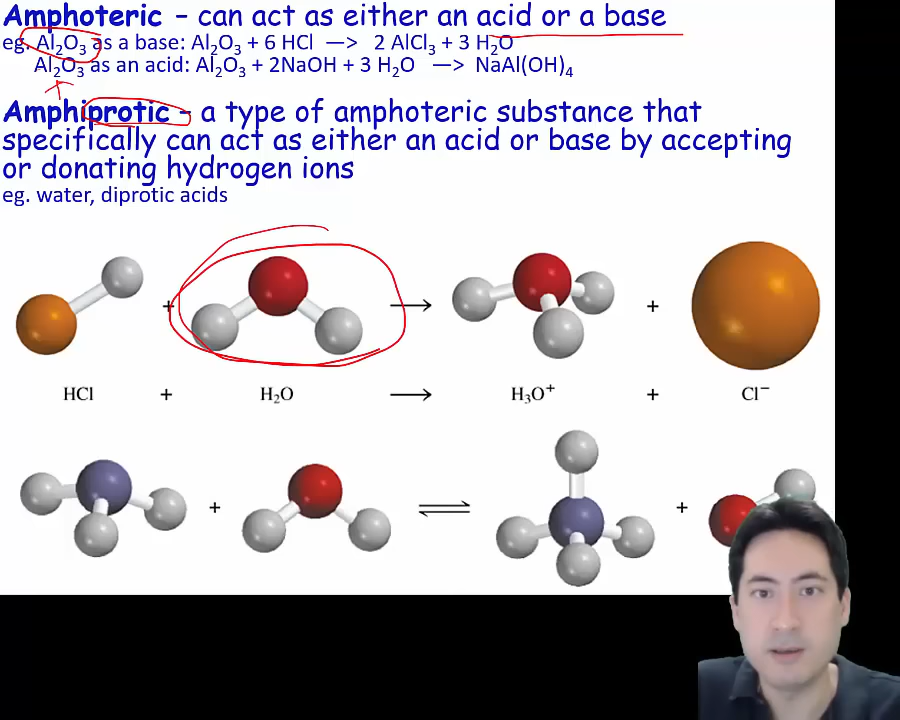 Amphoteric – can act as either an acid or a base
eg. Al₂O₃ as a base: Al₂O₃ + 6 HCl —> 2 AlCl₃ + 3 H₂O
Al₂O₃ as an acid: Al₂O₃ + 2NaOH + 3 H₂O —> NaAl(OH)₄
Amphiprotic – a type of amphoteric substance that
specifically can act as either an acid or base by accepting
or donating hydrogen ions
eg. water, diprotic acids
+ → +
HCl + H₂O → H₃O⁺ + Cl⁻
+ ⇌ +